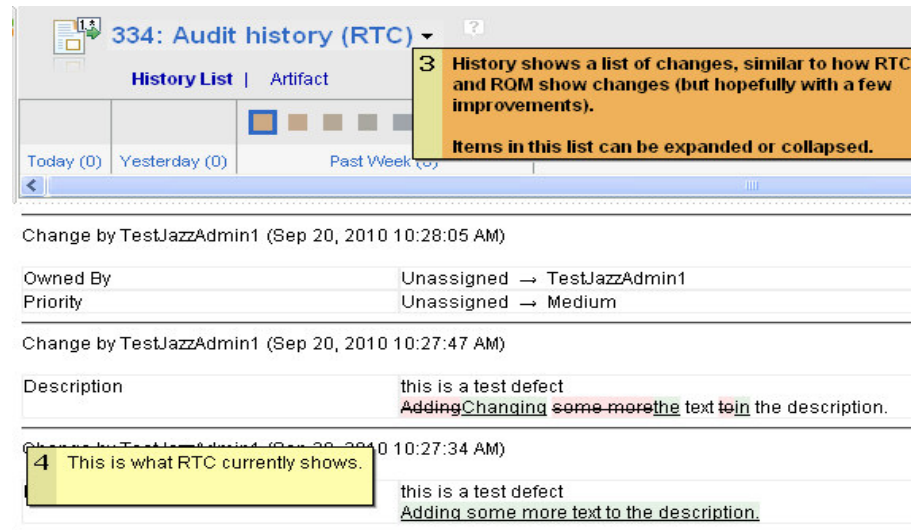 334: Audit history (RTC)
?
History List | Artifact
3 History shows a list of changes, similar to how RTC
and RQM show changes (but hopefully with a few
improvements).
Items in this list can be expanded or collapsed.
Today (0) Yesterday (0) Past Week
Change by TestJazzAdmin1 (Sep 20, 2010 10:28:05 AM)
Owned By Unassigned → TestJazzAdmin1
Priority Unassigned → Medium
Change by TestJazzAdmin1 (Sep 20, 2010 10:27:47 AM)
Description this is a test defect
AddingChanging some morethe text toin the description.
0 10:27:34 AM)
4 This is what RTC currently shows.
this is a test defect
Adding some more text to the description.